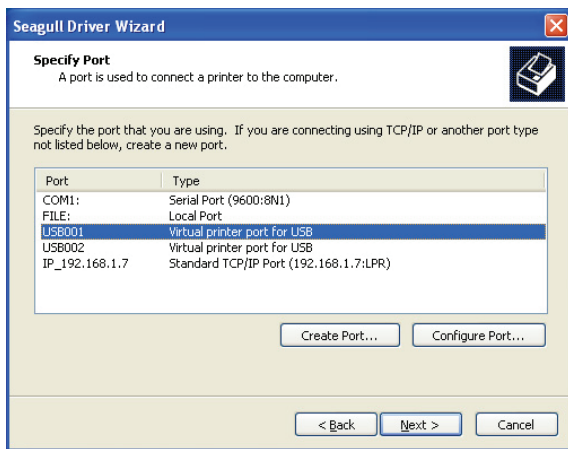 Seagull Driver Wizard
Specify Port
A port is used to connect a printer to the computer.
Specify the port that you are using. If you are connecting using TCP/IP or another port type
not listed below, create a new port.
Port Type
COM1: Serial Port (9600:8N1)
FILE: Local Port
USB001 Virtual printer port for USB
USB002 Virtual printer port for USB
IP_192.168.1.7 Standard TCP/IP Port (192.168.1.7:LPR)
Create Port... Configure Port...
< Back Next > Cancel